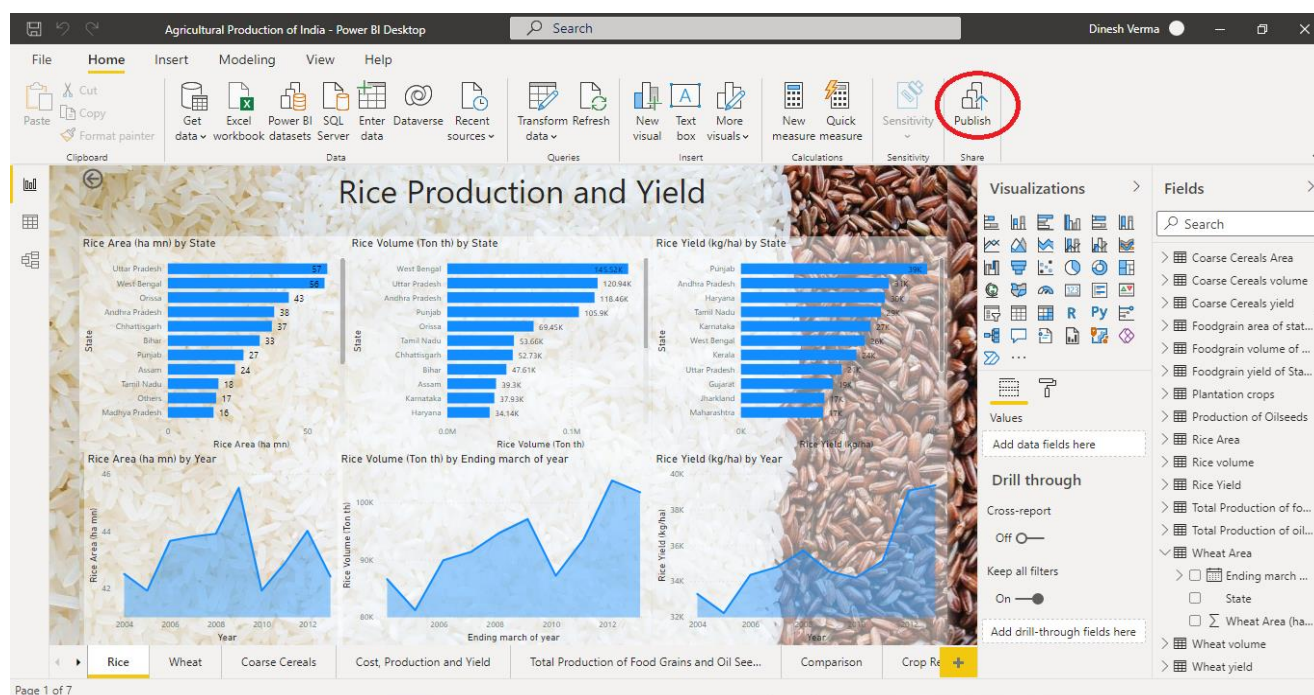 Agricultural Production of India - Power BI Desktop
Search
Dinesh Verma
File Home Insert Modeling View Help
Paste
Cut
Copy
Format painter
Clipboard
Get data
Excel workbook
Power BI datasets
SQL Server
Enter data
Dataverse
Recent sources
Data
Transform data
Refresh
Queries
New visual
Text box
More visuals
Insert
New measure
Quick measure
Calculations
Sensitivity
Sensitivity
Publish
Share
Rice Production and Yield
Rice Area (ha mn) by State
State
Uttar Pradesh 57
West Bengal 56
Orissa 43
Andhra Pradesh 38
Chhattisgarh 37
Bihar 33
Punjab 27
Assam 24
Tamil Nadu 18
Others 17
Madhya Pradesh 16
0 50
Rice Area (ha mn)
Rice Volume (Ton th) by State
State
West Bengal 145.52K
Uttar Pradesh 120.94K
Andhra Pradesh 118.46K
Punjab 105.9K
Orissa 69.45K
Tamil Nadu 53.66K
Chhattisgarh 52.73K
Bihar 47.61K
Assam 39.3K
Karnataka 37.93K
Haryana 34.14K
0.0M 0.1M
Rice Volume (Ton th)
Rice Yield (kg/ha) by State
State
Punjab 39K
Andhra Pradesh 31K
Haryana 30K
Tamil Nadu
Karnataka 27K
West Bengal 26K
Kerala 24K
Uttar Pradesh
Gujarat 19K
Jharkland 17K
Maharashtra 17K
0K 40K
Rice Yield (kg/ha)
Rice Area (ha mn) by Year
Rice Area (ha mn)
46
44
42
2004 2006 2008 2010 2012
Year
Rice Volume (Ton th) by Ending march of year
Rice Volume (Ton th)
100K
90K
80K
2006 2008 2010 2012
Ending march of year
Rice Yield (kg/ha) by Year
Rice Yield (kg/ha)
40K
38K
36K
34K
32K
2004 2006 2008 2010 2012
Year
Visualizations
123
R Py
Values
Add data fields here
Drill through
Cross-report
Off
Keep all filters
On
Add drill-through fields here
Fields
Search
Coarse Cereals Area
Coarse Cereals volume
Coarse Cereals yield
Foodgrain area of stat...
Foodgrain volume of ...
Foodgrain yield of Sta...
Plantation crops
Production of Oilseeds
Rice Area
Rice volume
Rice Yield
Total Production of fo...
Total Production of oil...
Wheat Area
Ending march ...
State
∑ Wheat Area (ha...
Wheat volume
Wheat yield
Rice Wheat Coarse Cereals Cost, Production and Yield Total Production of Food Grains and Oil See... Comparison Crop Re
Page 1 of 7